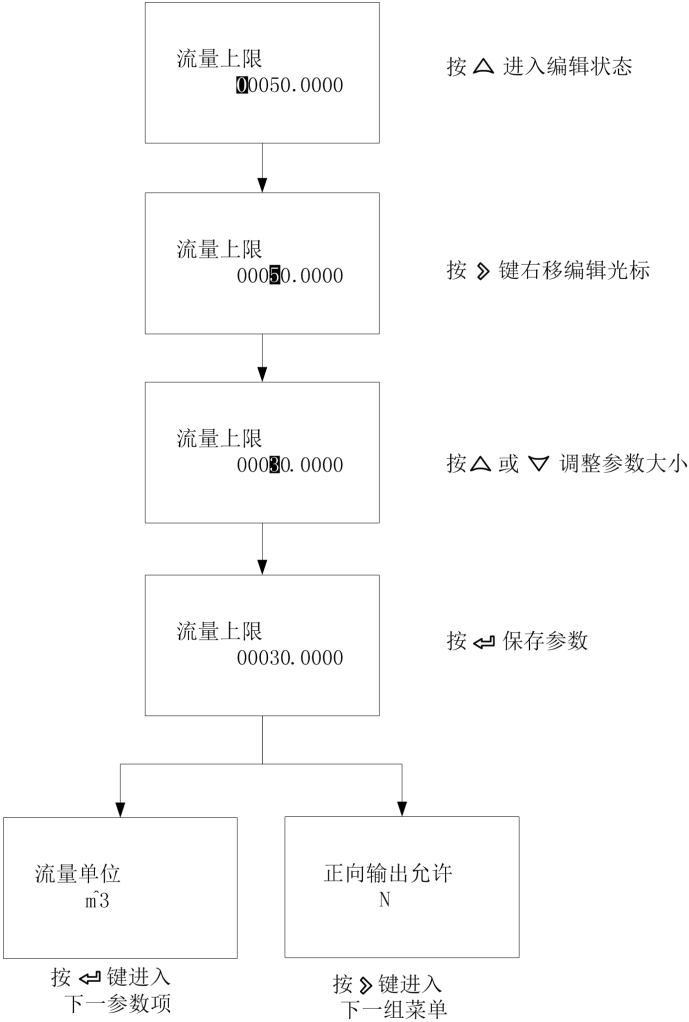 流量上限
00050.0000
按 △ 进入编辑状态
流量上限
00050.0000
按 》 键右移编辑光标
流量上限
00030.0000
按 △ 或 ▽ 调整参数大小
流量上限
00030.0000
按 ↵ 保存参数
流量单位
m^3
按 ↵ 键进入
下一参数项
正向输出允许
N
按 》 键进入
下一组菜单